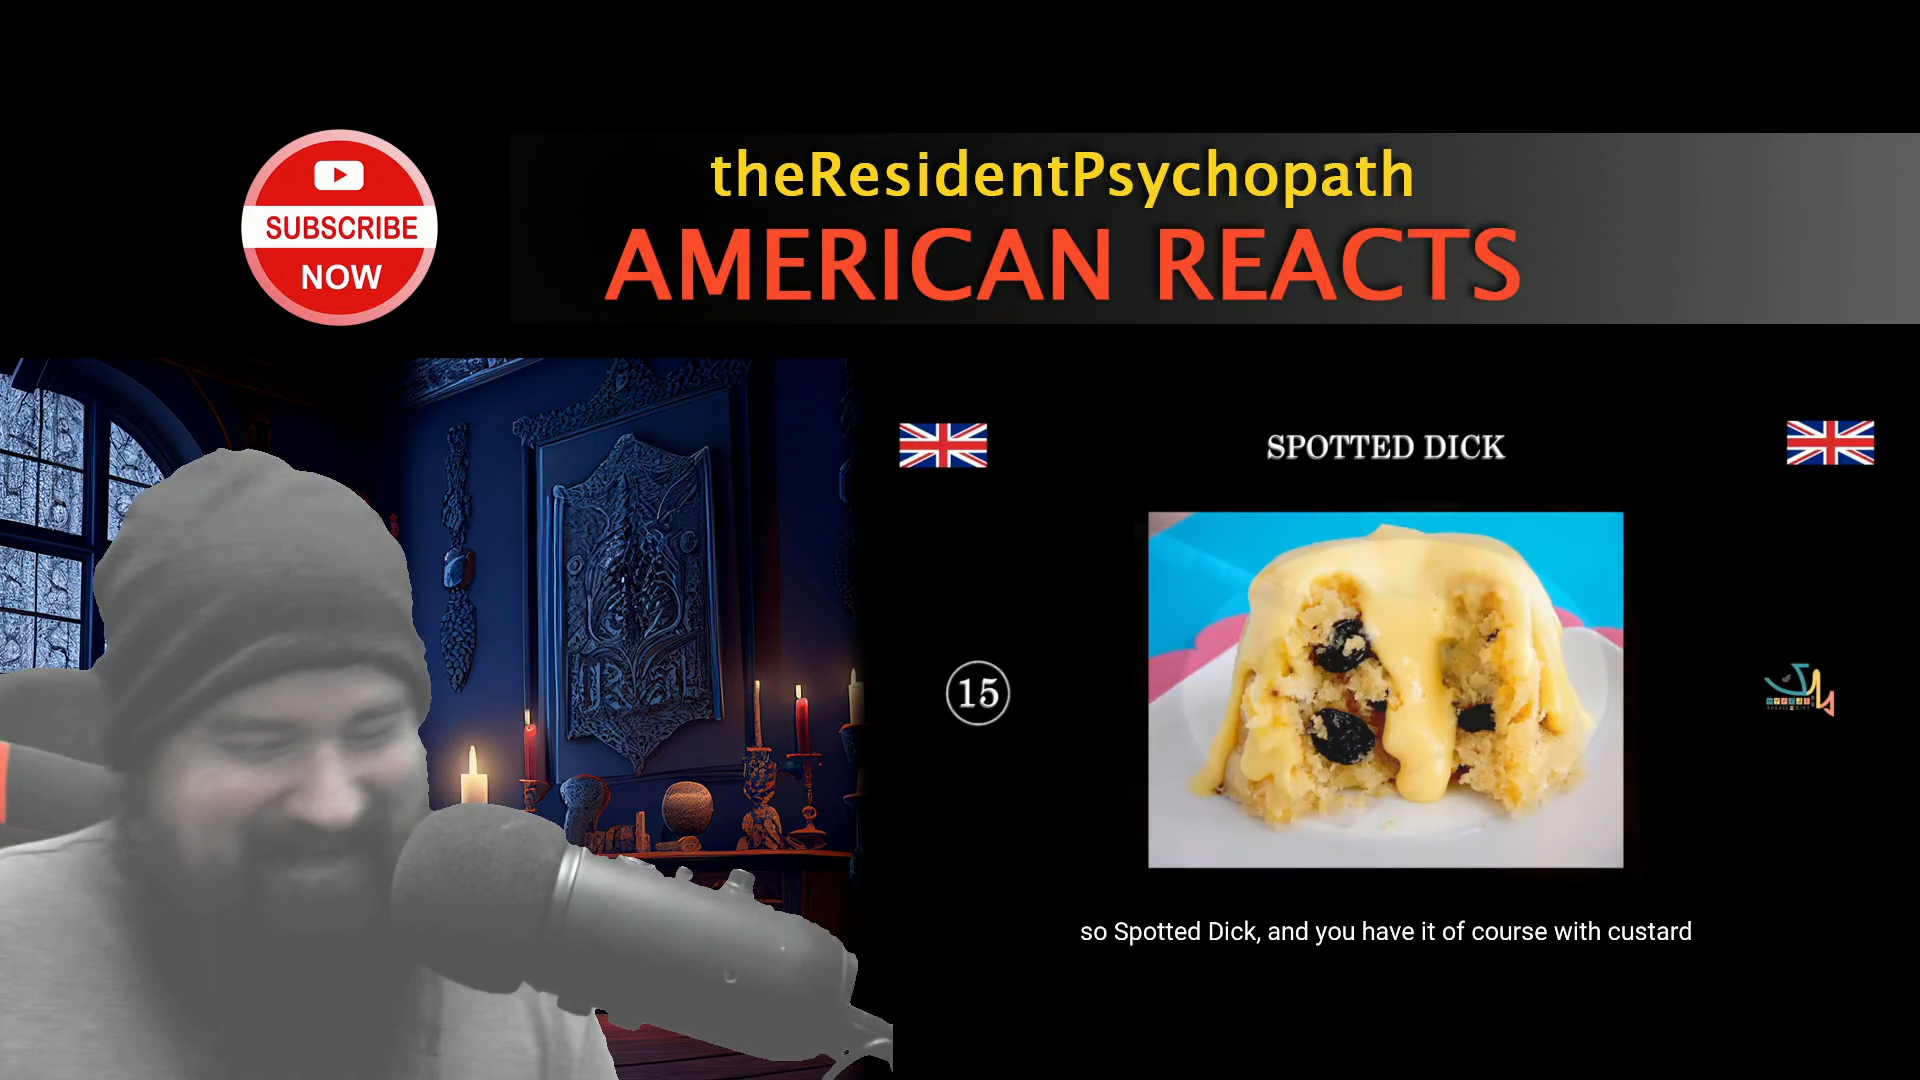 theResidentPsychopath
AMERICAN REACTS
SUBSCRIBE
NOW
SPOTTED DICK
15
so Spotted Dick, and you have it of course with custard